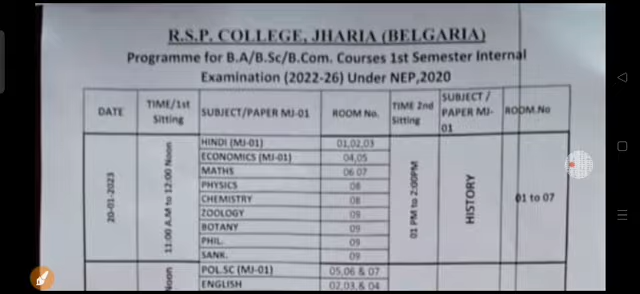 R.S.P. COLLEGE, JHARIA (BELGARIA)
Programme for B.A/B.Sc/B.Com. Courses 1st Semester Internal
Examination (2022-26) Under NEP,2020
DATE TIME/1st Sitting SUBJECT/PAPER MJ-01 ROOM No. TIME 2nd Sitting SUBJECT / PAPER MJ-01 ROOM.No
20-01-2023 11:00 A.M to 12:00 Noon
HINDI (MJ-01) 01,02,03
ECONOMICS (MJ-01) 04,05
MATHS 06 07
PHYSICS 08
CHEMISTRY 08
ZOOLOGY 09
BOTANY 09
PHIL. 09
SANK. 09
01 PM to 2:00PM HISTORY 01 to 07
Noon
POL.SC (MJ-01) 05,06 & 07
ENGLISH 02,03 & 04